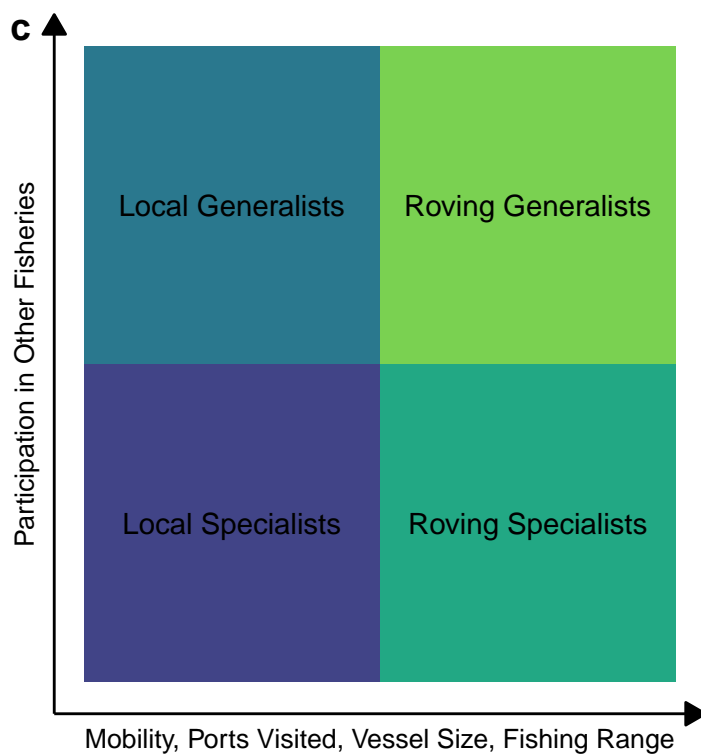 c
Participation in Other Fisheries
Local Generalists
Roving Generalists
Local Specialists
Roving Specialists
Mobility, Ports Visited, Vessel Size, Fishing Range